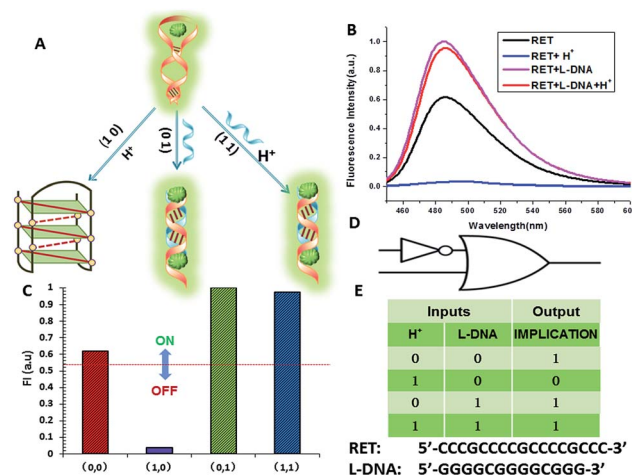 A
(1 0)
H+
(0 1)
(1 1)
H+
B
RET
RET+ H+
RET+L-DNA
RET+L-DNA+H+
Fluorescence Intensity(a.u.)
1.0
0.8
0.6
0.4
0.2
0.0
460 480 500 520 540 560 580 60
Wavelength(nm)
C
FI (a.u)
1
0.9
0.8
0.7
0.6
0.5
0.4
0.3
0.2
0.1
0
ON
OFF
(0,0) (1,0) (0,1) (1,1)
D
E
Inputs Output
H+ L-DNA IMPLICATION
0 0 1
1 0 0
0 1 1
1 1 1
RET: 5’-CCCGCCCCGCCCCGCCC-3’
L-DNA: 5’-GGGGCGGGGCGGG-3’